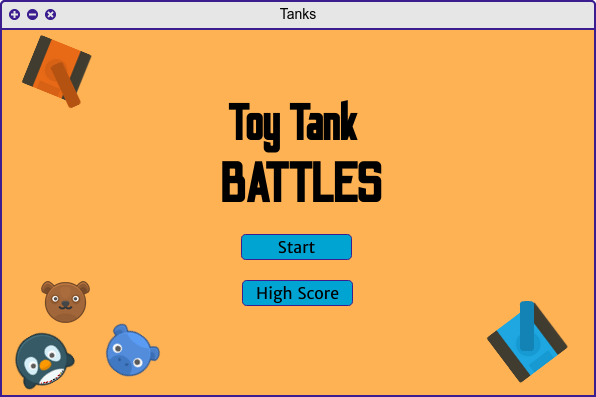 Tanks
Toy Tank
BATTLES
Start
High Score